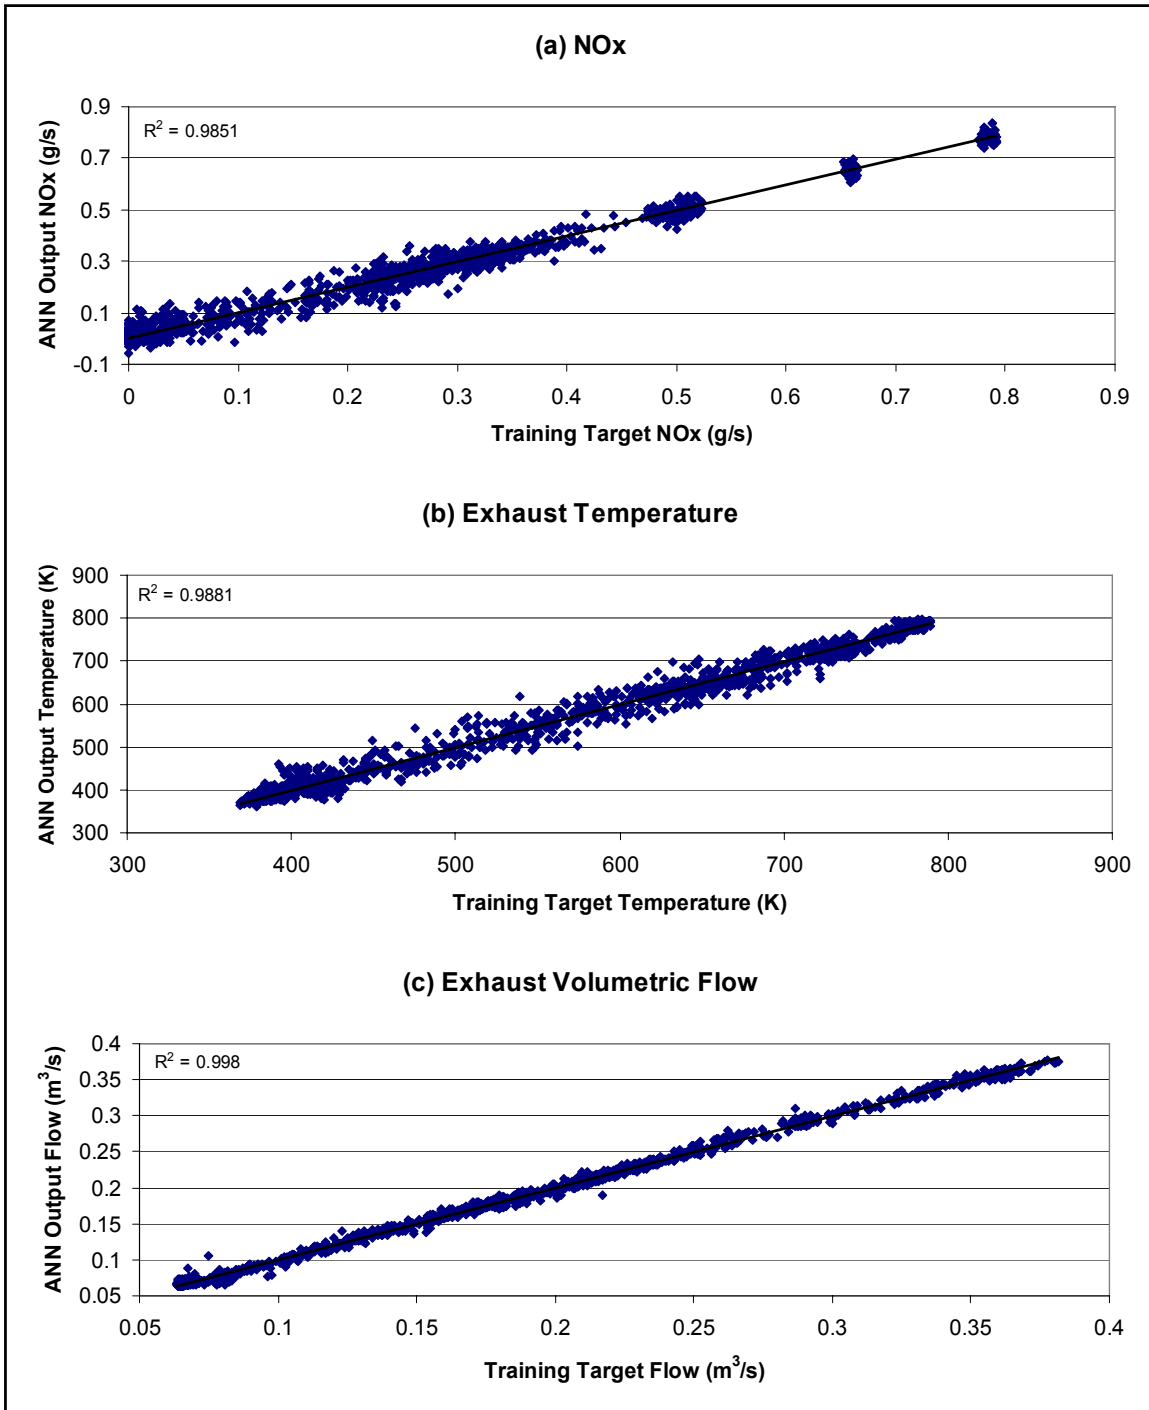 (a) NOx
R² = 0.9851
ANN Output NOx (g/s)
0.9
0.7
0.5
0.3
0.1
-0.1
0 0.1 0.2 0.3 0.4 0.5 0.6 0.7 0.8 0.9
Training Target NOx (g/s)
(b) Exhaust Temperature
R² = 0.9881
ANN Output Temperature (K)
900
800
700
600
500
400
300
300 400 500 600 700 800 900
Training Target Temperature (K)
(c) Exhaust Volumetric Flow
R² = 0.998
ANN Output Flow (m³/s)
0.4
0.35
0.3
0.25
0.2
0.15
0.1
0.05
0.05 0.1 0.15 0.2 0.25 0.3 0.35 0.4
Training Target Flow (m³/s)